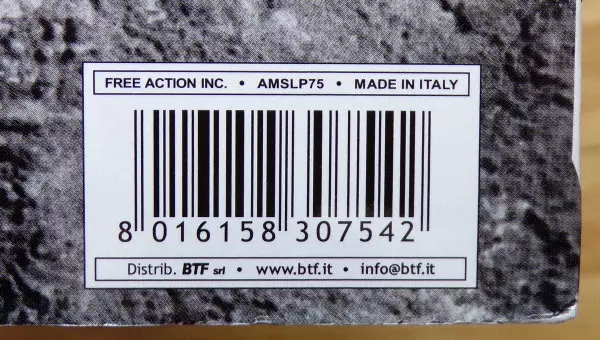 FREE ACTION INC. • AMSLP75 • MADE IN ITALY
8 016158 307542
Distrib. BTF srl • www.btf.it • info@btf.it